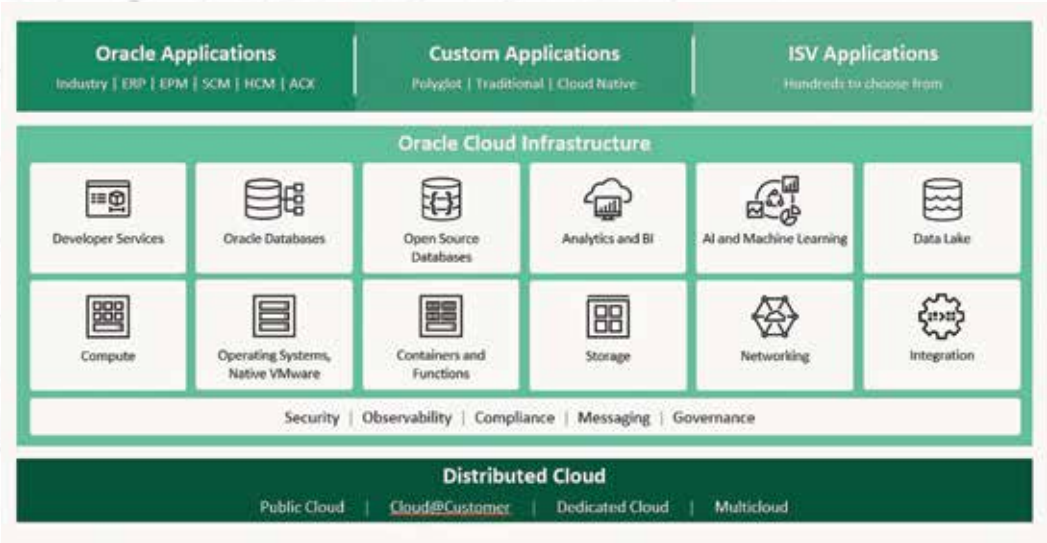 Oracle Applications
Industry | ERP | EPM | SCM | HCM | ACX
Custom Applications
Polyglot | Traditional | Cloud Native
ISV Applications
Hundreds to choose from
Oracle Cloud Infrastructure
Developer Services
Oracle Databases
Open Source
Databases
Analytics and BI
AI and Machine Learning
Data Lake
Compute
Operating Systems,
Native VMware
Containers and
Functions
Storage
Networking
Integration
Security | Observability | Compliance | Messaging | Governance
Distributed Cloud
Public Cloud | Cloud@Customer | Dedicated Cloud | Multicloud